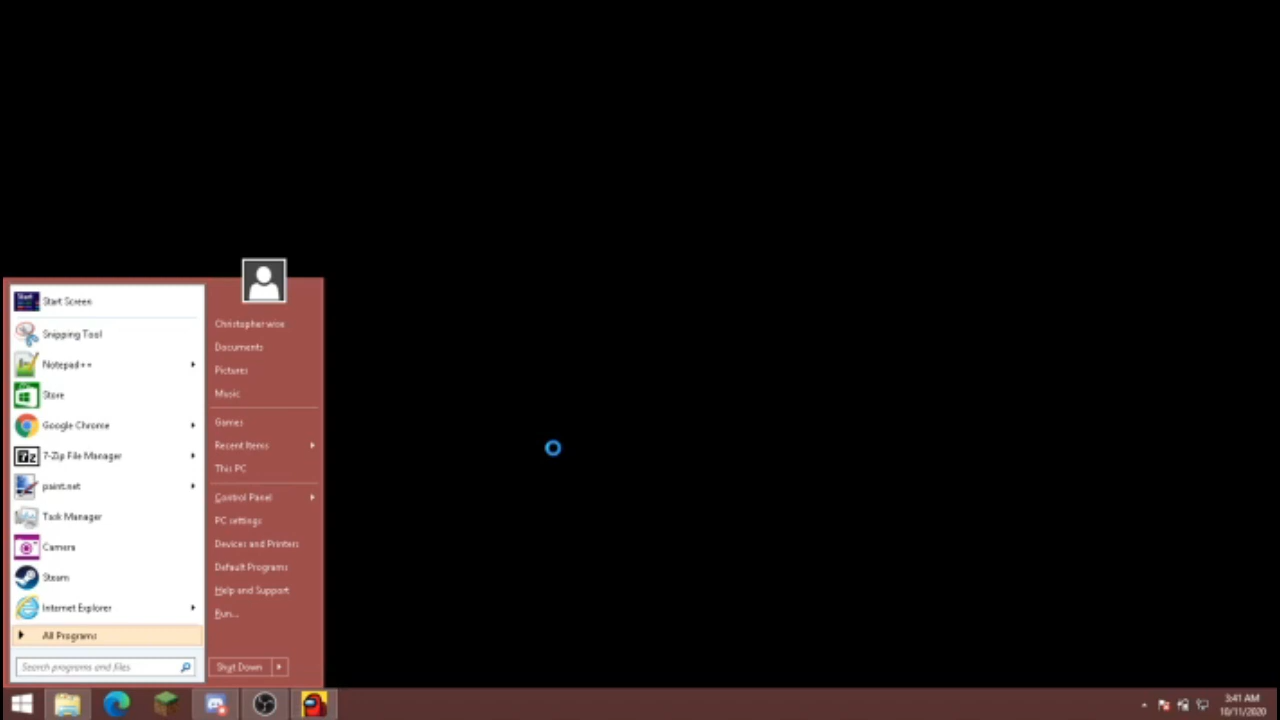 Start Screen
Snipping Tool
Notepad++
Store
Google Chrome
7-Zip File Manager
paint.net
Task Manager
Camera
Steam
Internet Explorer
All Programs
Search programs and files
Christopher wise
Documents
Pictures
Music
Games
Recent Items
This PC
Control Panel
PC settings
Devices and Printers
Default Programs
Help and Support
Run...
Shut Down
3:41 AM
10/11/2020